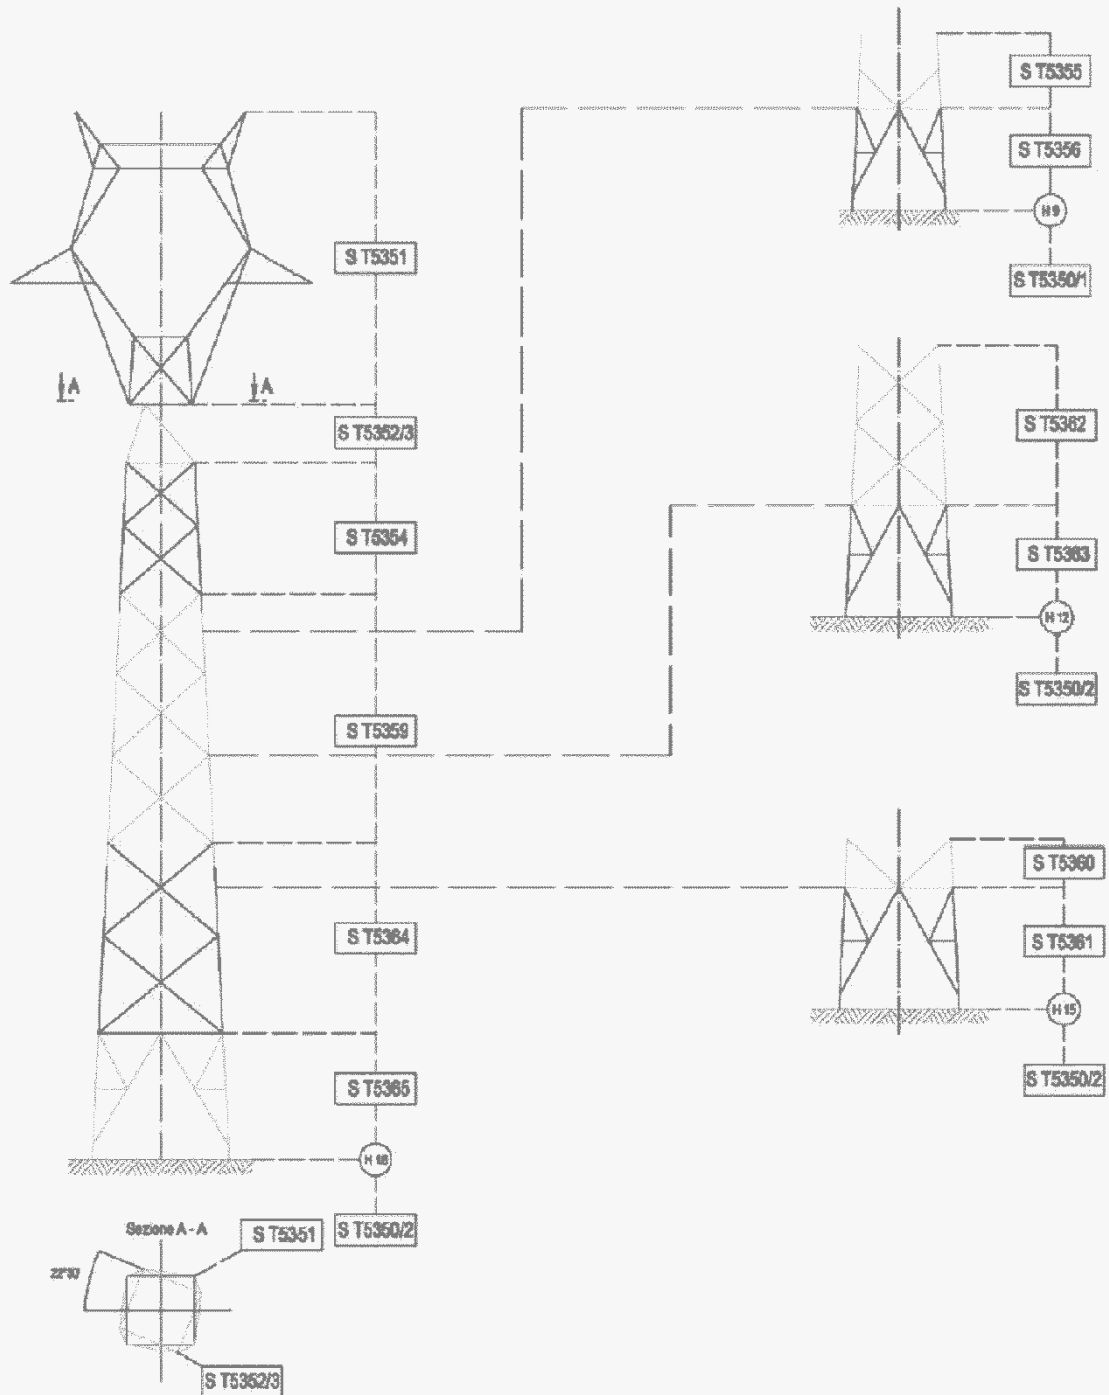 S T5355
S T5356
H 9
S T5350/1
S T5351
A
A
S T5352/3
S T5354
S T5359
S T5364
S T5365
H 18
S T5350/2
S T5362
S T5363
H 12
S T5350/2
S T5360
S T5361
H 15
S T5350/2
Sezione A - A
S T5351
S T5352/3